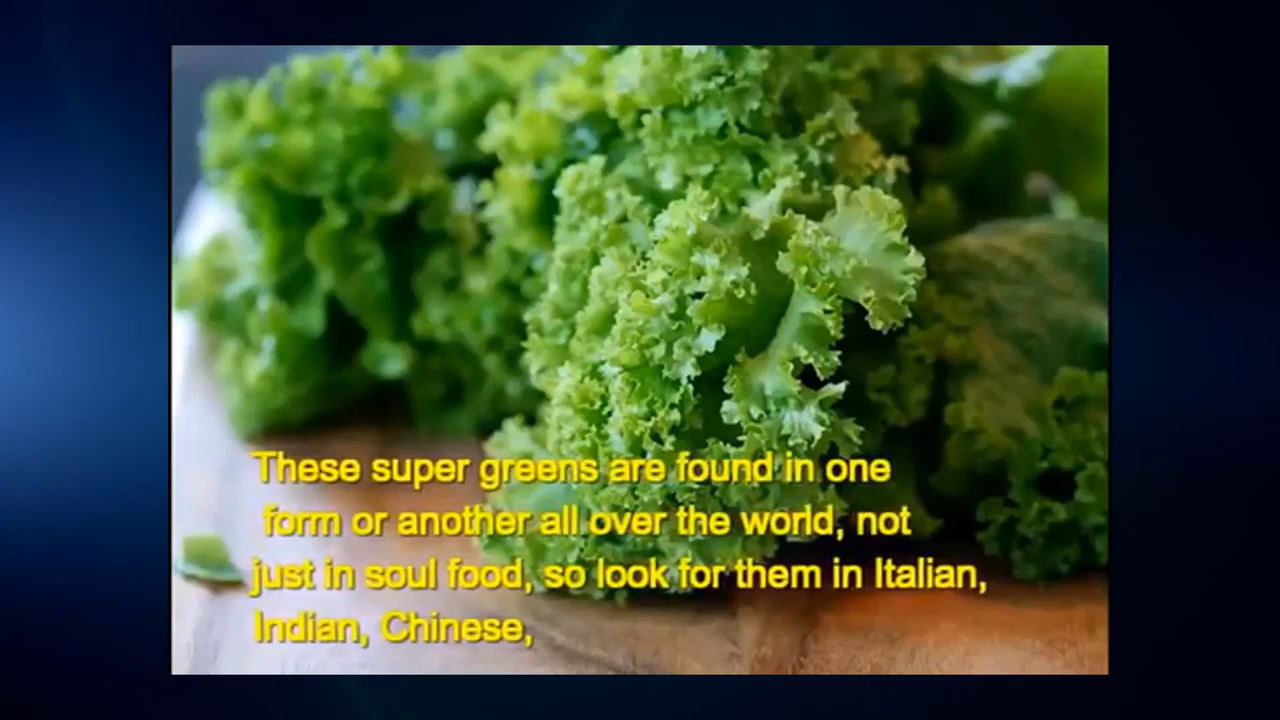 These super greens are found in one
form or another all over the world, not
just in soul food, so look for them in Italian,
Indian, Chinese,